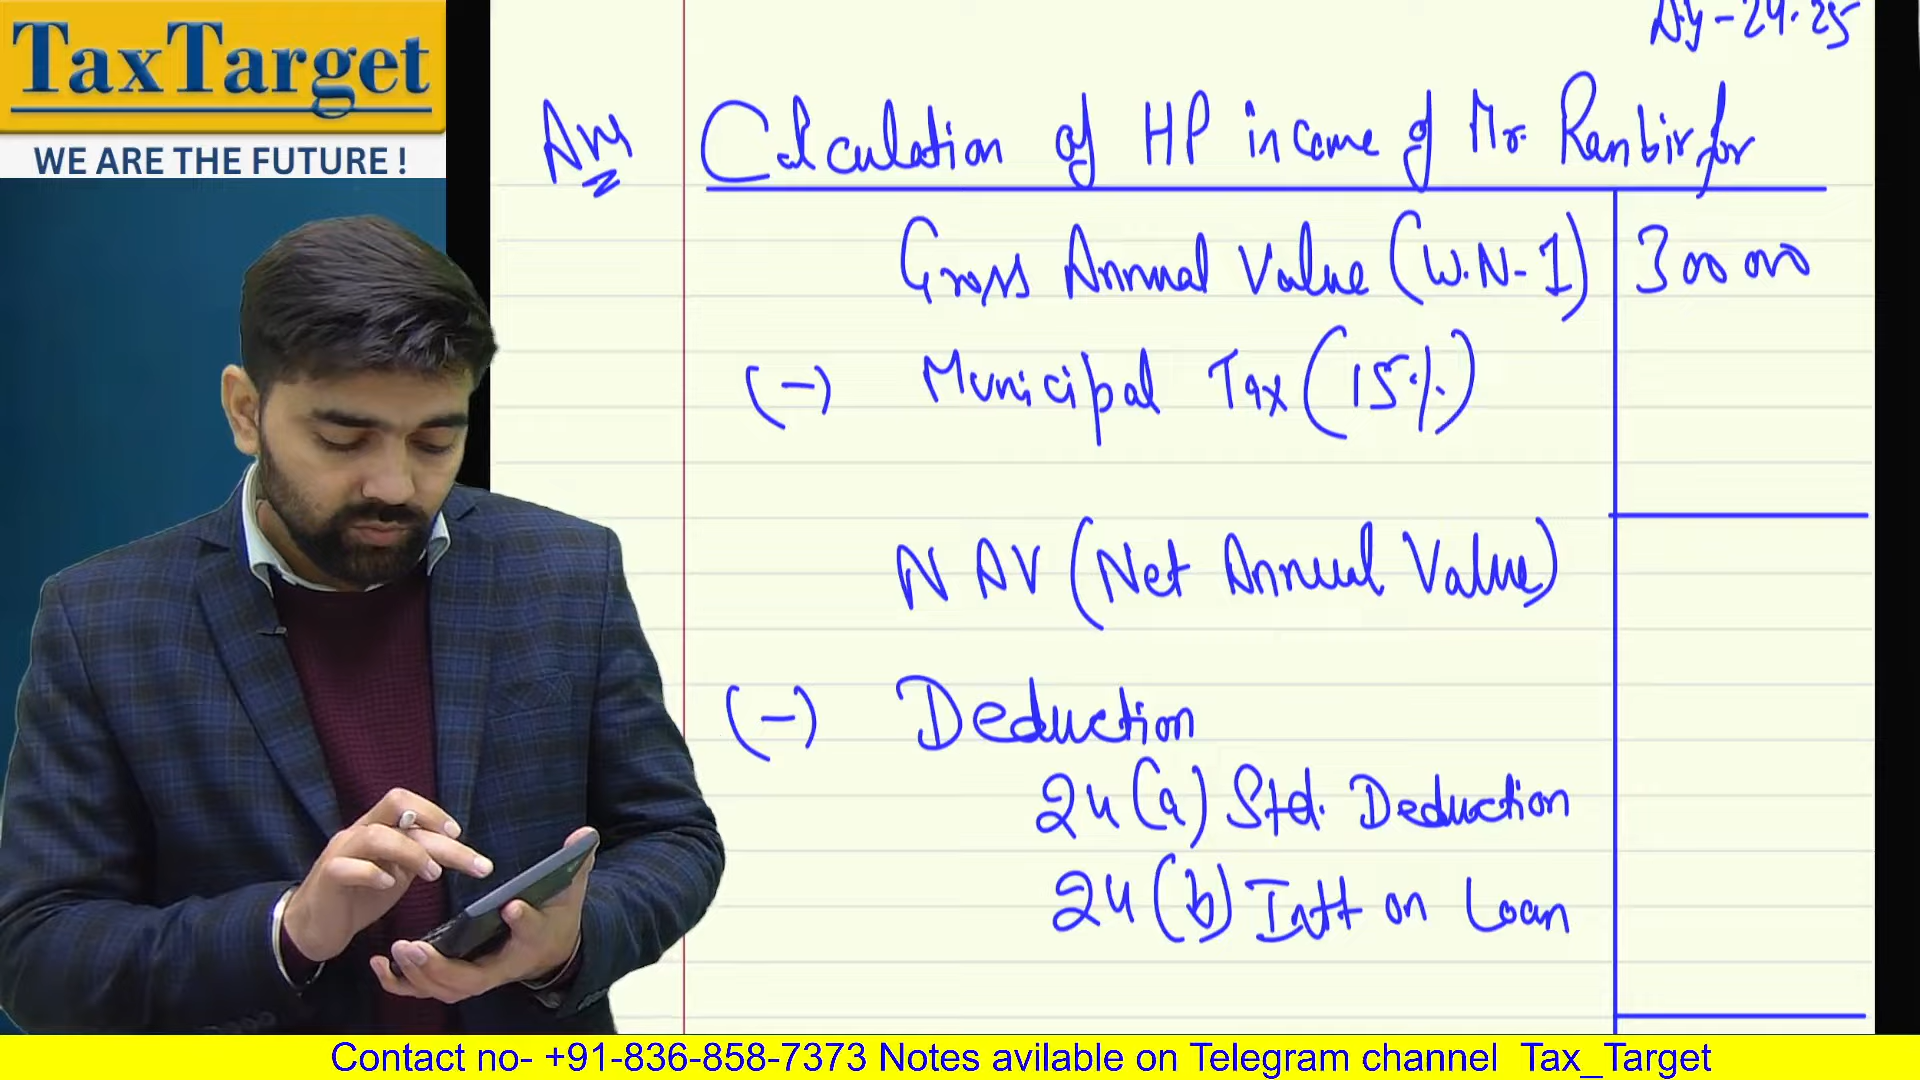 TaxTarget
WE ARE THE FUTURE !
AY-24-25
Ans Calculation of HP income of Mr. Ranbir for
Gross Annual Value (W.N-1) 300000
(-) Municipal Tax (15%)
NAV (Net Annual Value)
(-) Deduction
24(a) Std. Deduction
24(b) Intt on Loan
Contact no- +91-836-858-7373 Notes avilable on Telegram channel Tax_Target